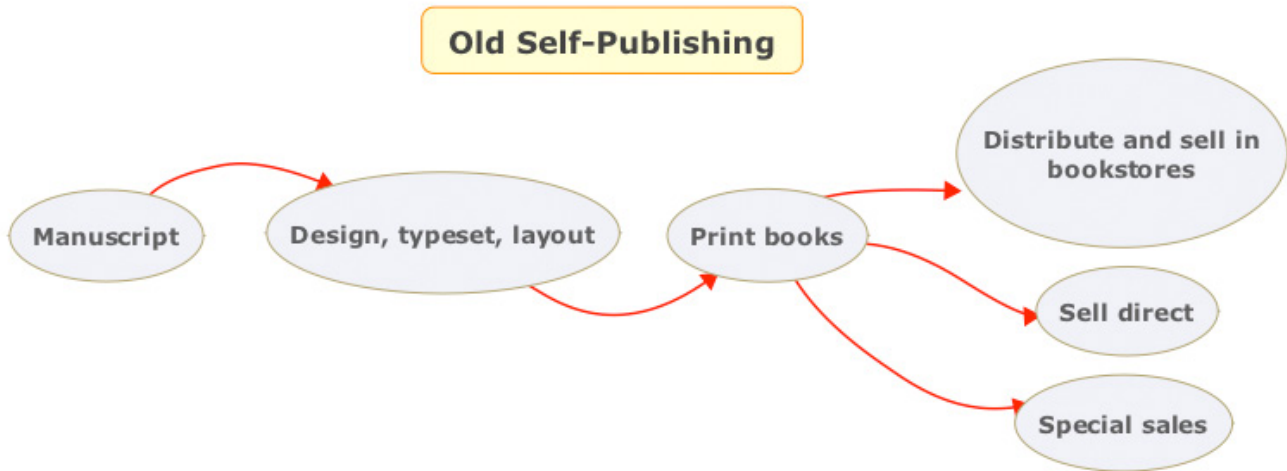 Old Self-Publishing
Manuscript
Design, typeset, layout
Print books
Distribute and sell in
bookstores
Sell direct
Special sales